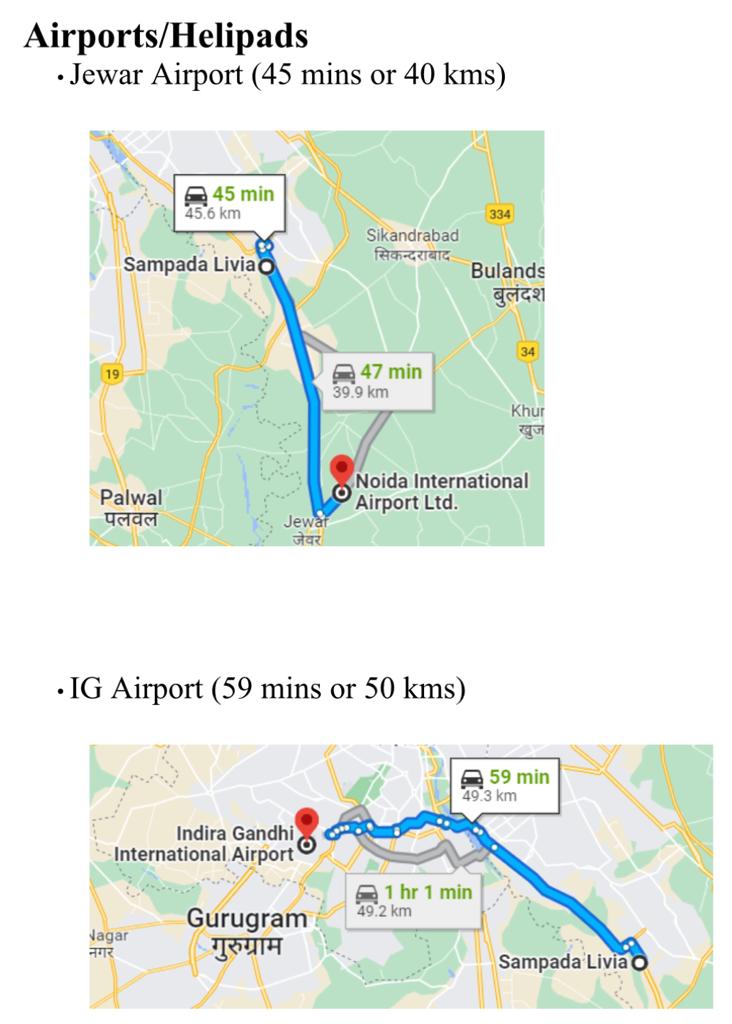 Airports/Helipads
• Jewar Airport (45 mins or 40 kms)
45 min
45.6 km
334
Sikandrabad
सिकन्दराबाद
Sampada Livia
Bulands
बुलंदश
34
47 min
39.9 km
19
Khur
खुज
Noida International
Airport Ltd.
Palwal
पलवल
Jewar
जेवर
• IG Airport (59 mins or 50 kms)
59 min
49.3 km
Indira Gandhi
International Airport
1 hr 1 min
49.2 km
Gurugram
गुरुग्राम
Nagar
नगर
Sampada Livia